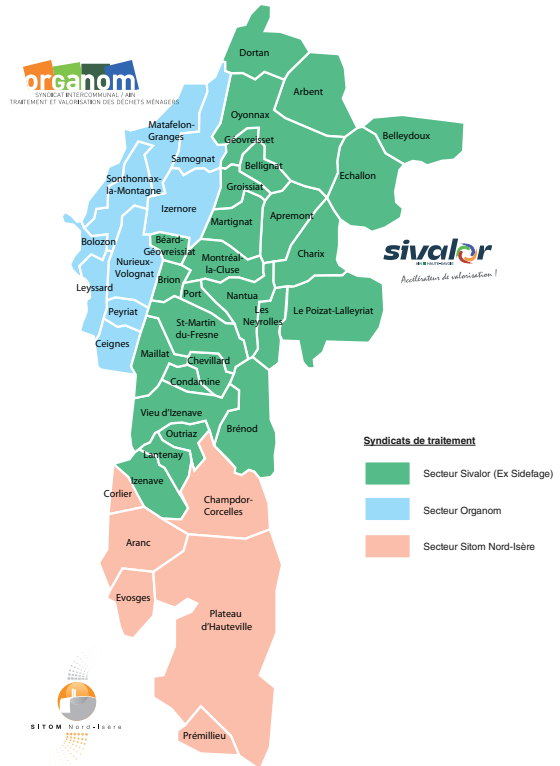 Dortan
Arbent
organom
SYNDICAT INTERCOMMUNAL / AIN
TRAITEMENT ET VALORISATION DES DÉCHETS MÉNAGERS
Oyonnax
Matafelon-
Granges
Belleydoux
Géovreisset
Samognat
Bellignat
Echallon
Sonthonnax-
la-Montagne
Groissiat
Izernore
Apremont
Martignat
Bolozon
Béard-
Géovreissiat
sivalor
AIN HAUTE-SAVOIE
Accélérateur de valorisation !
Charix
Nurieux-
Volognat
Montréal-
la-Cluse
Leyssard
Brion
Port
Nantua
Peyriat
Les
Neyrolles
Le Poizat-Lalleyriat
St-Martin
du-Fresne
Ceignes
Maillat
Chevillard
Condamine
Vieu d'Izenave
Brénod
Outriaz
Lantenay
Izenave
Corlier
Champdor-
Corcelles
Aranc
Evosges
Plateau
d'Hauteville
Prémillieu
Syndicats de traitement
Secteur Sivalor (Ex Sidefage)
Secteur Organom
Secteur Sitom Nord-Isère
SITOM Nord-Isère